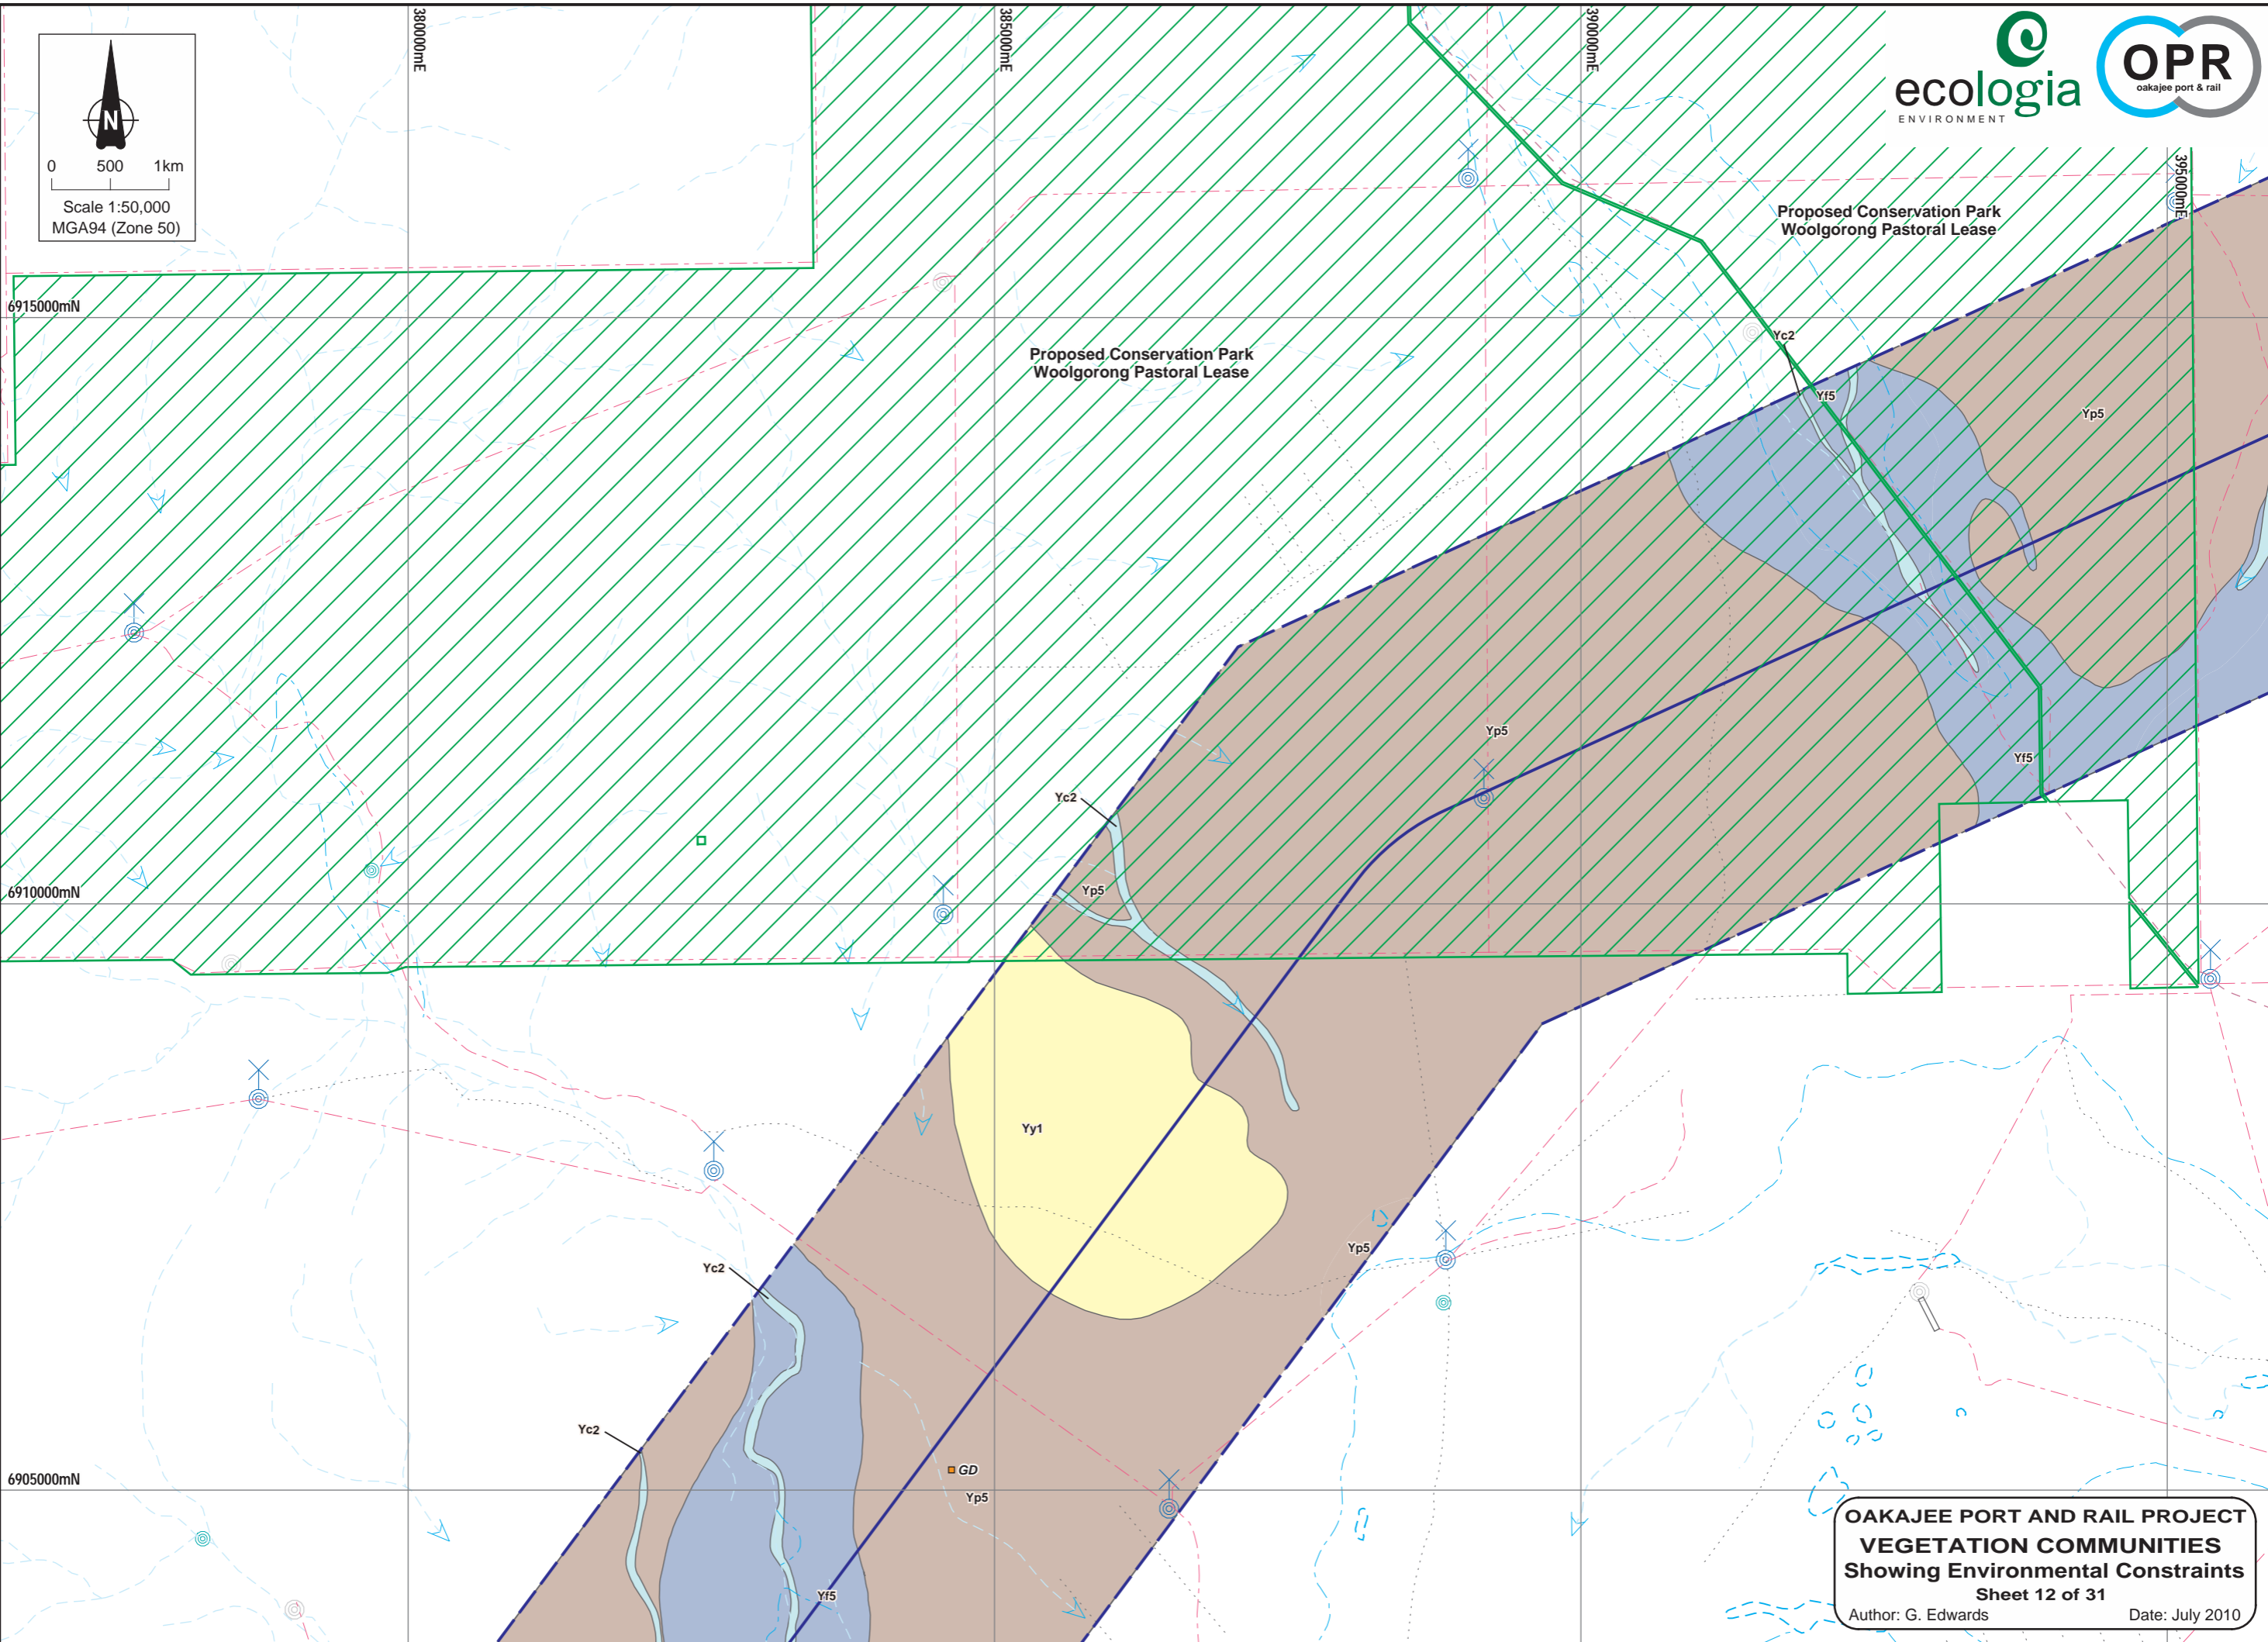 380000mE
385000mE
390000mE
395000mE
N
0 500 1km
Scale 1:50,000
MGA94 (Zone 50)
ecologia
ENVIRONMENT
OPR
oakajee port & rail
Proposed Conservation Park
Woolgorong Pastoral Lease
6915000mN
Proposed Conservation Park
Woolgorong Pastoral Lease
Yc2
Yf5
Yp5
Yp5
Yf5
Yc2
Yp5
6910000mN
Yy1
Yp5
Yc2
Yc2
GD
6905000mN
Yp5
Yf5
OAKAJEE PORT AND RAIL PROJECT
VEGETATION COMMUNITIES
Showing Environmental Constraints
Sheet 12 of 31
Author: G. Edwards Date: July 2010